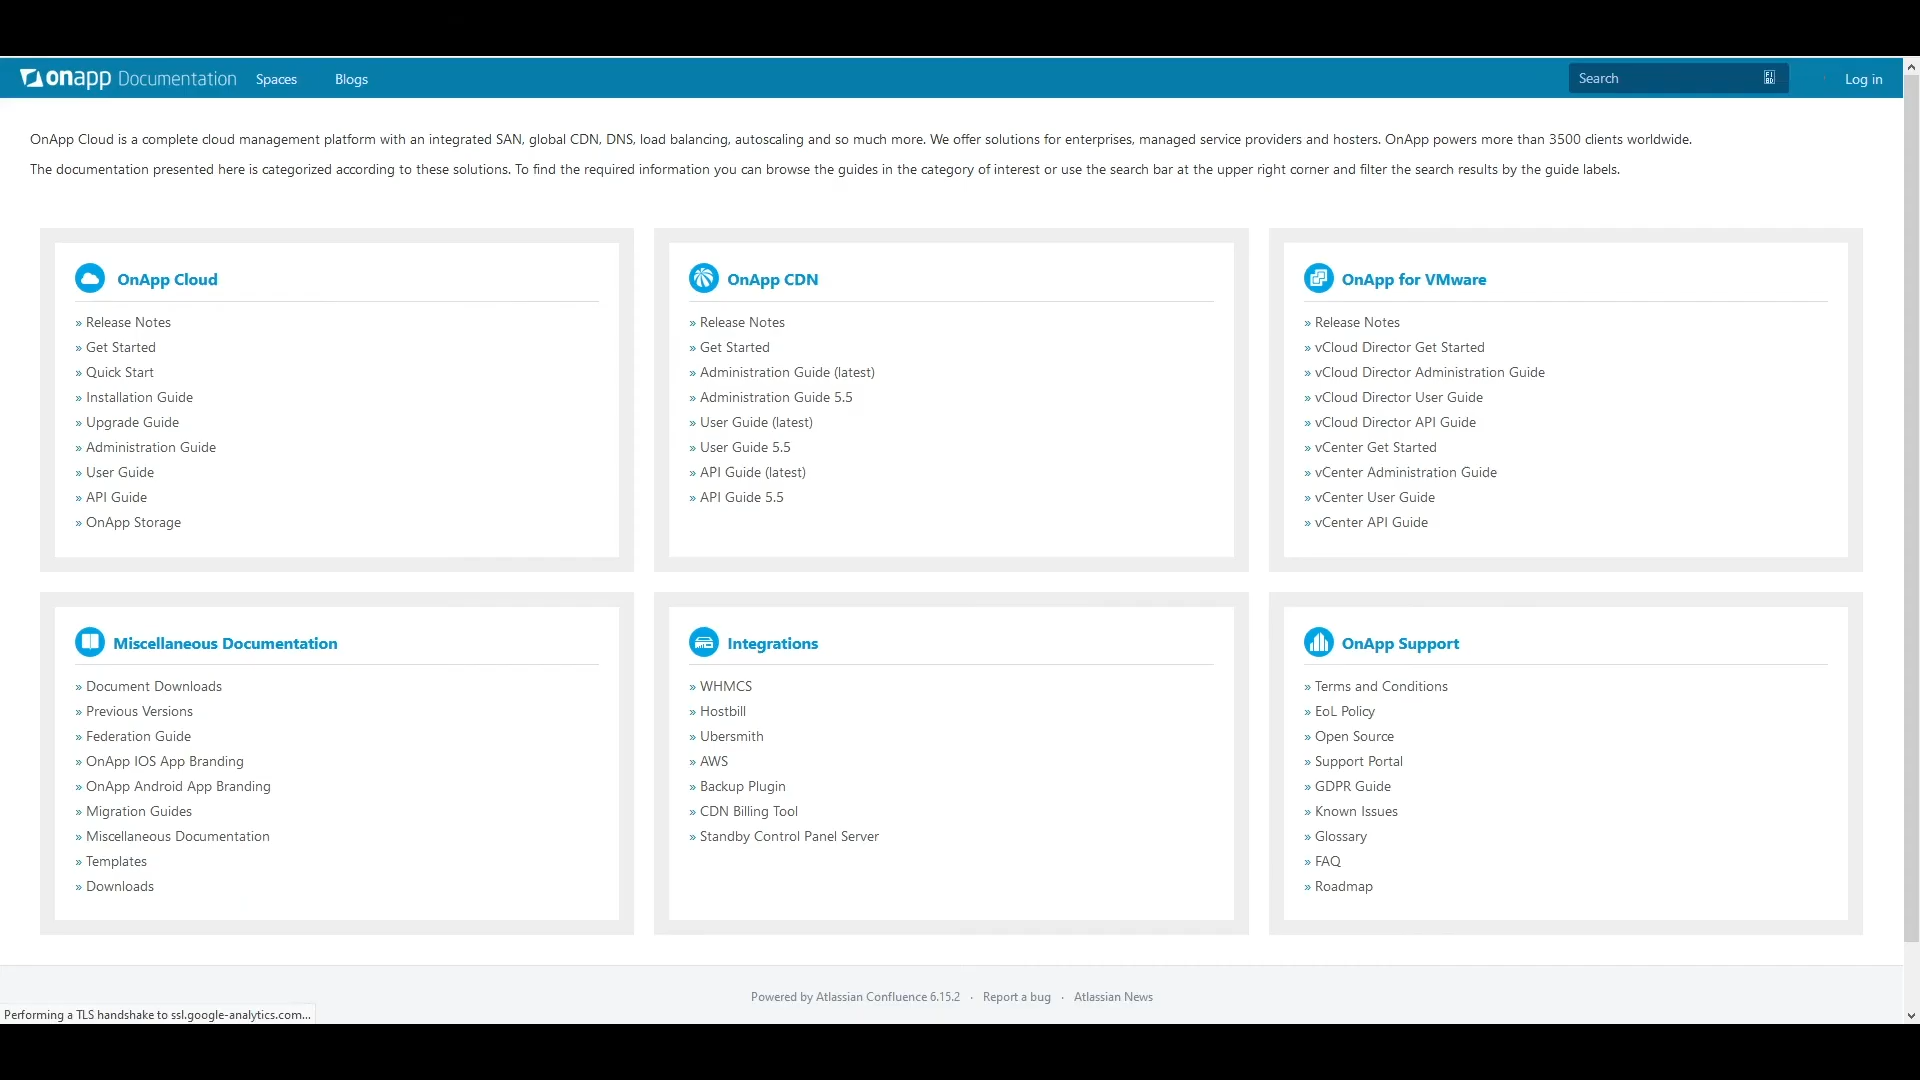 onapp Documentation Spaces Blogs Search Log in
OnApp Cloud is a complete cloud management platform with an integrated SAN, global CDN, DNS, load balancing, autoscaling and so much more. We offer solutions for enterprises, managed service providers and hosters. OnApp powers more than 3500 clients worldwide.
The documentation presented here is categorized according to these solutions. To find the required information you can browse the guides in the category of interest or use the search bar at the upper right corner and filter the search results by the guide labels.
OnApp Cloud
» Release Notes
» Get Started
» Quick Start
» Installation Guide
» Upgrade Guide
» Administration Guide
» User Guide
» API Guide
» OnApp Storage
OnApp CDN
» Release Notes
» Get Started
» Administration Guide (latest)
» Administration Guide 5.5
» User Guide (latest)
» User Guide 5.5
» API Guide (latest)
» API Guide 5.5
OnApp for VMware
» Release Notes
» vCloud Director Get Started
» vCloud Director Administration Guide
» vCloud Director User Guide
» vCloud Director API Guide
» vCenter Get Started
» vCenter Administration Guide
» vCenter User Guide
» vCenter API Guide
Miscellaneous Documentation
» Document Downloads
» Previous Versions
» Federation Guide
» OnApp IOS App Branding
» OnApp Android App Branding
» Migration Guides
» Miscellaneous Documentation
» Templates
» Downloads
Integrations
» WHMCS
» Hostbill
» Ubersmith
» AWS
» Backup Plugin
» CDN Billing Tool
» Standby Control Panel Server
OnApp Support
» Terms and Conditions
» EoL Policy
» Open Source
» Support Portal
» GDPR Guide
» Known Issues
» Glossary
» FAQ
» Roadmap
Powered by Atlassian Confluence 6.15.2 · Report a bug · Atlassian News
Performing a TLS handshake to ssl.google-analytics.com...